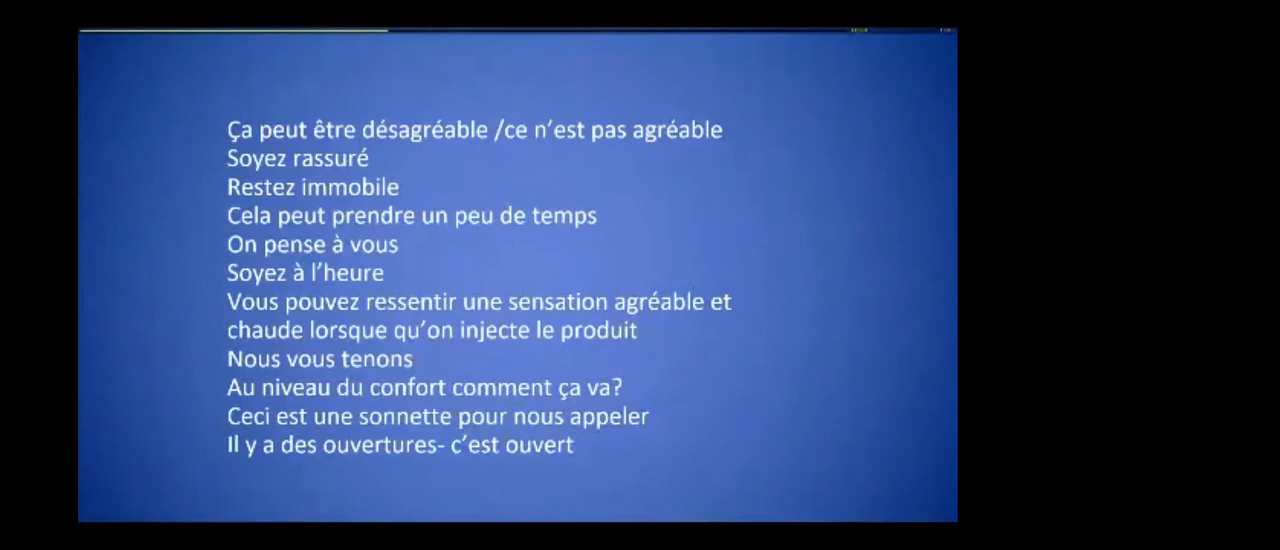 Ça peut être désagréable /ce n'est pas agréable
Soyez rassuré
Restez immobile
Cela peut prendre un peu de temps
On pense à vous
Soyez à l'heure
Vous pouvez ressentir une sensation agréable et
chaude lorsque qu'on injecte le produit
Nous vous tenons
Au niveau du confort comment ça va?
Ceci est une sonnette pour nous appeler
Il y a des ouvertures- c'est ouvert